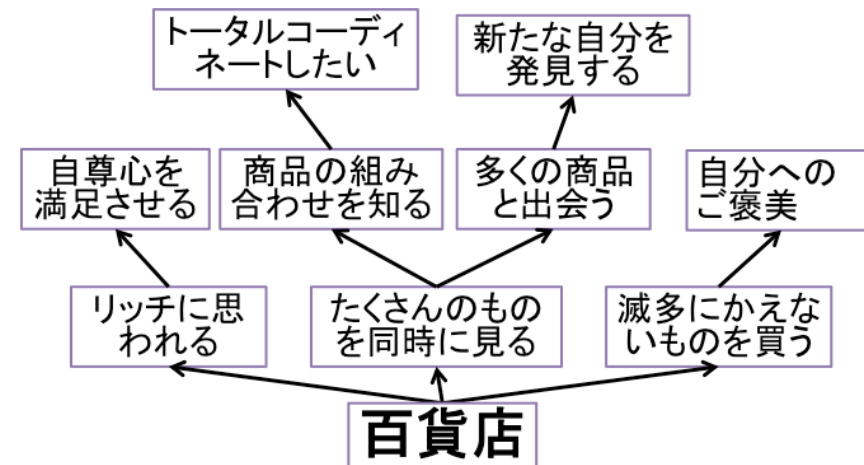 トータルコーディ
ネートしたい
新たな自分を
発見する
自尊心を
満足させる
商品の組み
合わせを知る
多くの商品
と出会う
自分への
ご褒美
リッチに思
われる
たくさんのもの
を同時に見る
滅多にかえな
いものを買う
百貨店